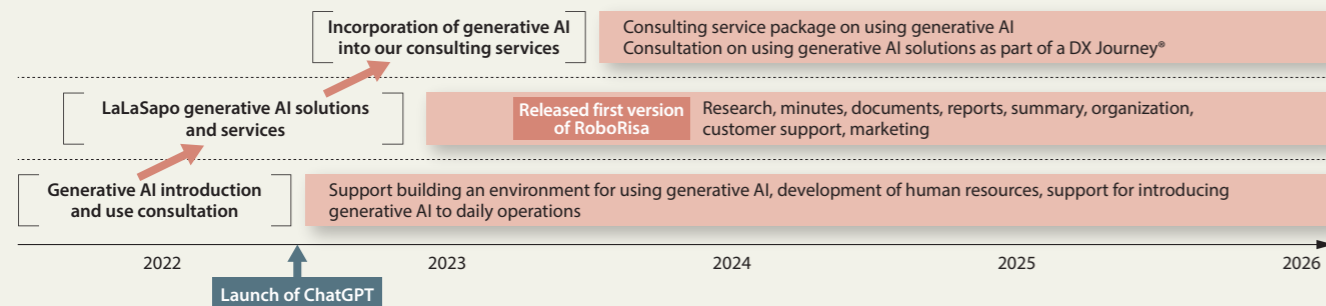 Incorporation of generative AI
into our consulting services
Consulting service package on using generative AI
Consultation on using generative AI solutions as part of a DX Journey®
LaLaSapo generative AI solutions
and services
Released first version
of RoboRisa
Research, minutes, documents, reports, summary, organization,
customer support, marketing
Generative AI introduction
and use consultation
Support building an environment for using generative AI, development of human resources, support for introducing
generative AI to daily operations
2022 2023 2024 2025 2026
Launch of ChatGPT